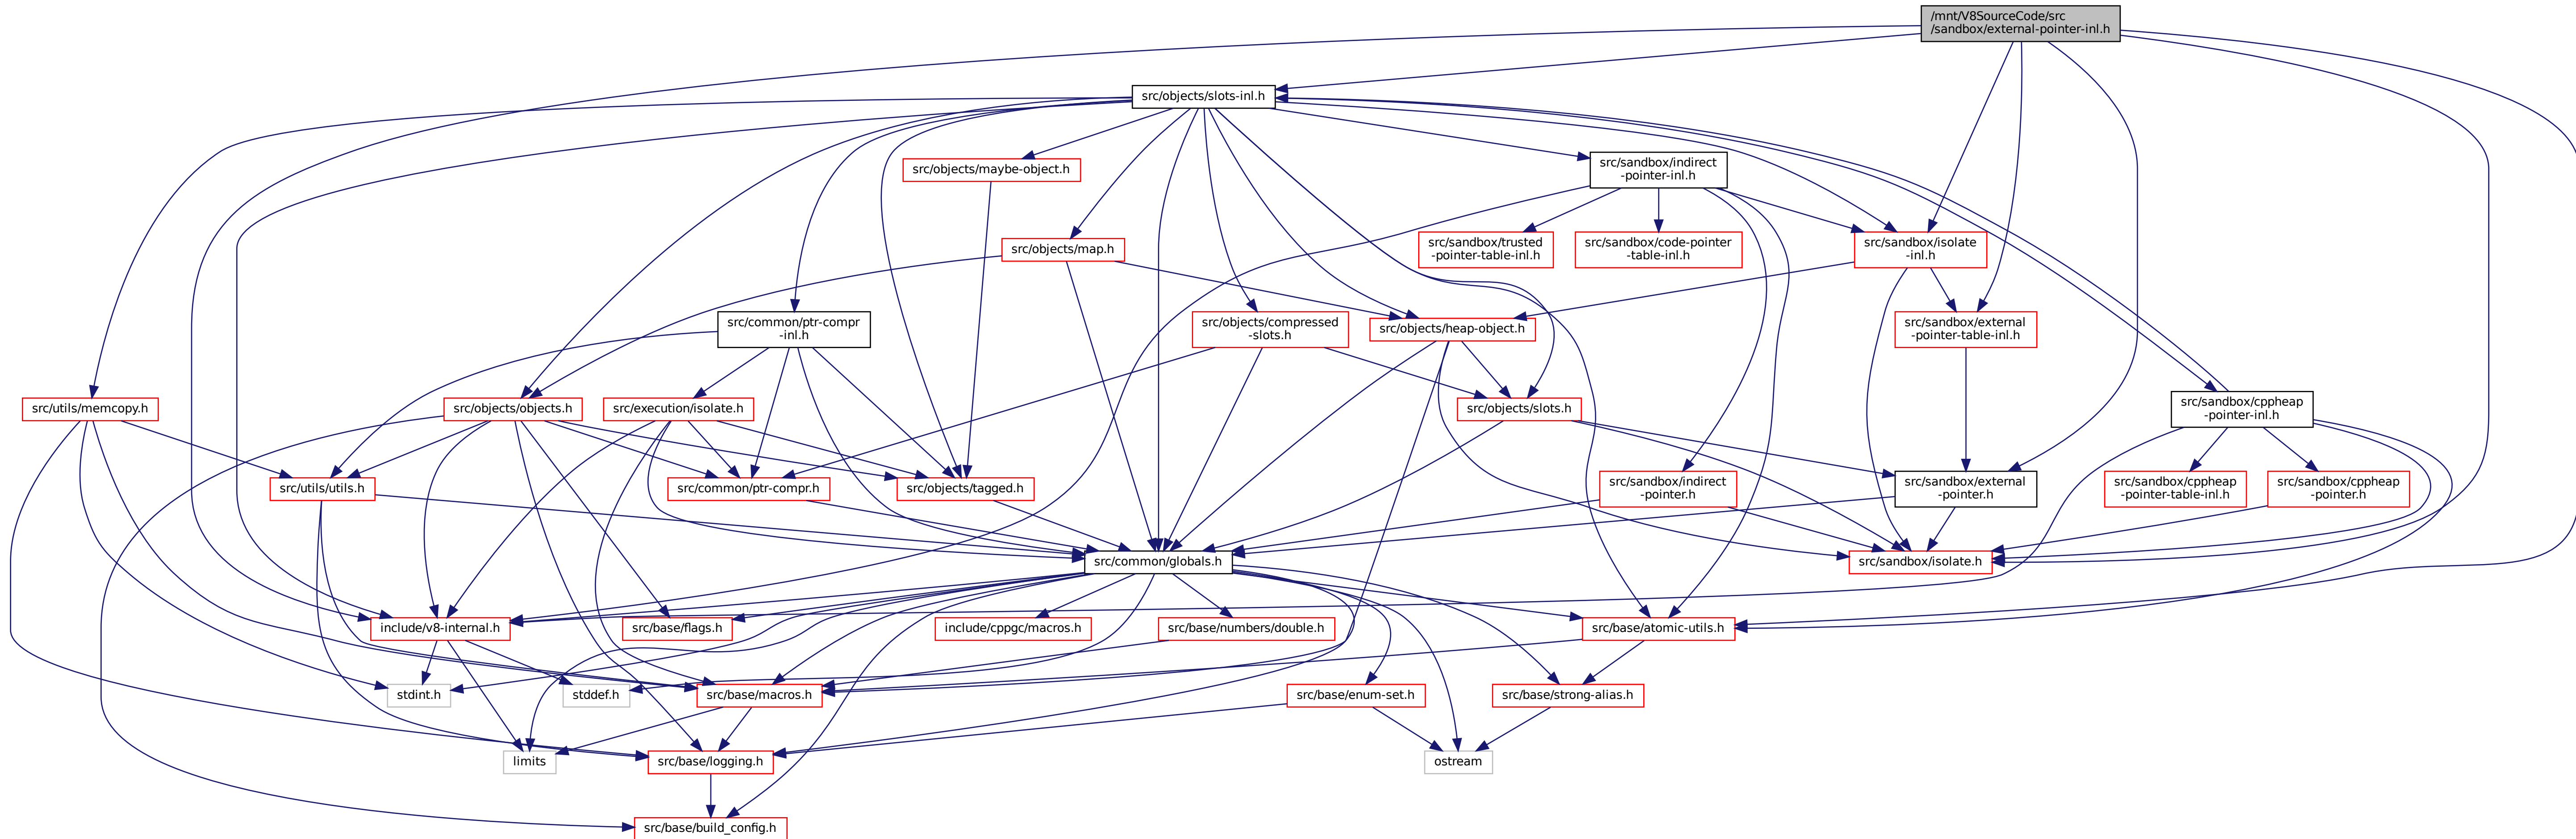 /mnt/V8SourceCode/src
/sandbox/external-pointer-inl.h
src/objects/slots-inl.h
src/objects/maybe-object.h
src/sandbox/indirect
-pointer-inl.h
src/objects/map.h
src/sandbox/trusted
-pointer-table-inl.h
src/sandbox/code-pointer
-table-inl.h
src/sandbox/isolate
-inl.h
src/common/ptr-compr
-inl.h
src/objects/compressed
-slots.h
src/objects/heap-object.h
src/sandbox/external
-pointer-table-inl.h
src/utils/memcopy.h
src/objects/objects.h
src/execution/isolate.h
src/objects/slots.h
src/sandbox/cppheap
-pointer-inl.h
src/utils/utils.h
src/common/ptr-compr.h
src/objects/tagged.h
src/sandbox/indirect
-pointer.h
src/sandbox/external
-pointer.h
src/sandbox/cppheap
-pointer-table-inl.h
src/sandbox/cppheap
-pointer.h
src/common/globals.h
src/sandbox/isolate.h
include/v8-internal.h
src/base/flags.h
include/cppgc/macros.h
src/base/numbers/double.h
src/base/atomic-utils.h
stdint.h
stddef.h
src/base/macros.h
src/base/enum-set.h
src/base/strong-alias.h
limits
src/base/logging.h
ostream
src/base/build_config.h